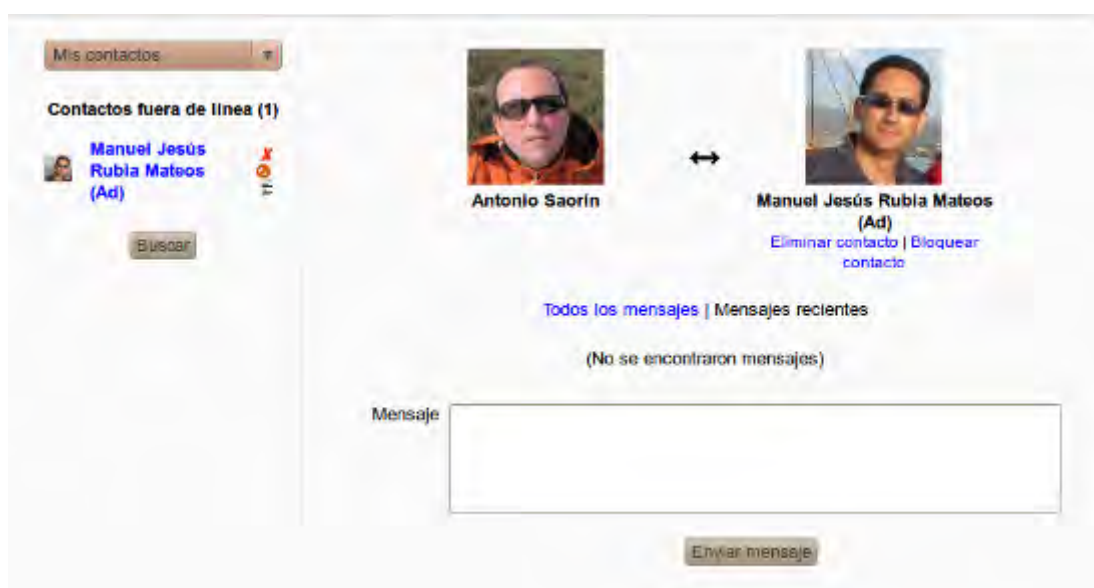 Mis contactos
Contactos fuera de línea (1)
Manuel Jesús
Rubia Mateos
(Ad)
Buscar
Antonio Saorin
Manuel Jesús Rubia Mateos
(Ad)
Eliminar contacto | Bloquear
contacto
Todos los mensajes | Mensajes recientes
(No se encontraron mensajes)
Mensaje
Enviar mensaje